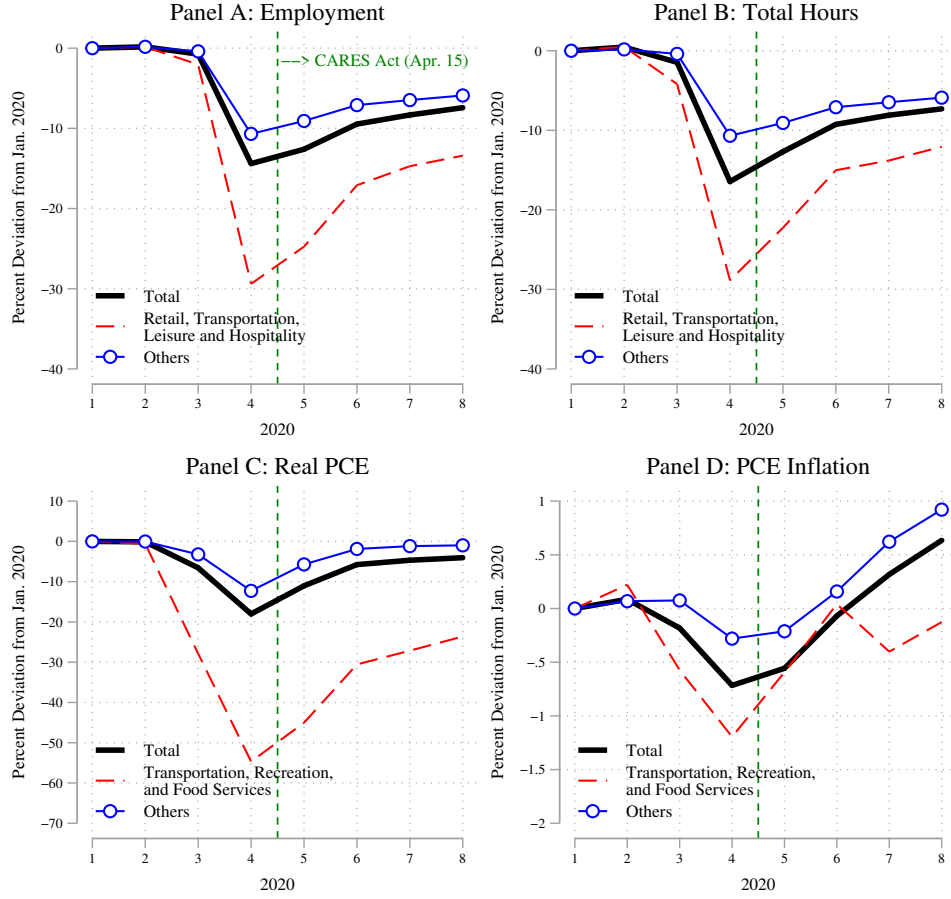 Panel A: Employment
Percent Deviation from Jan. 2020
0
−10
−20
−30
−40
−−> CARES Act (Apr. 15)
Total
Retail, Transportation,
Leisure and Hospitality
Others
1 2 3 4 5 6 7 8
2020
Panel B: Total Hours
Percent Deviation from Jan. 2020
0
−10
−20
−30
−40
Total
Retail, Transportation,
Leisure and Hospitality
Others
1 2 3 4 5 6 7 8
2020
Panel C: Real PCE
Percent Deviation from Jan. 2020
10
0
−10
−20
−30
−40
−50
−60
−70
Total
Transportation, Recreation,
and Food Services
Others
1 2 3 4 5 6 7 8
2020
Panel D: PCE Inflation
Percent Deviation from Jan. 2020
1
.5
0
−.5
−1
−1.5
−2
Total
Transportation, Recreation,
and Food Services
Others
1 2 3 4 5 6 7 8
2020